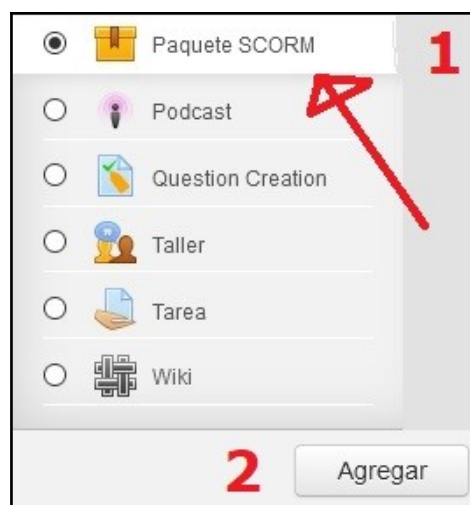 Paquete SCORM
1
Podcast
Question Creation
Taller
Tarea
Wiki
2
Agregar